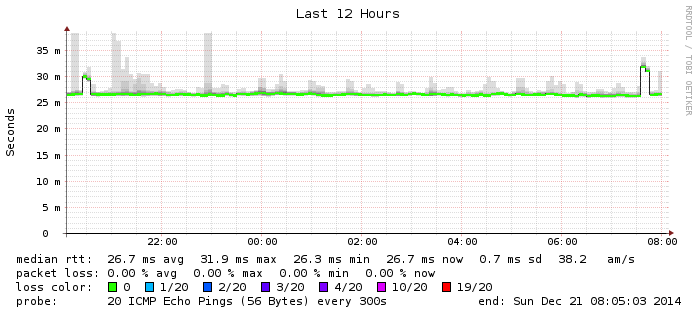 Last 12 Hours
RRDTOOL / TOBI OETIKER
Seconds
35 m
30 m
25 m
20 m
15 m
10 m
5 m
0
22:00 00:00 02:00 04:00 06:00 08:00
median rtt: 26.7 ms avg 31.9 ms max 26.3 ms min 26.7 ms now 0.7 ms sd 38.2 am/s
packet loss: 0.00 % avg 0.00 % max 0.00 % min 0.00 % now
loss color: 0 1/20 2/20 3/20 4/20 10/20 19/20
probe: 20 ICMP Echo Pings (56 Bytes) every 300s end: Sun Dec 21 08:05:03 2014